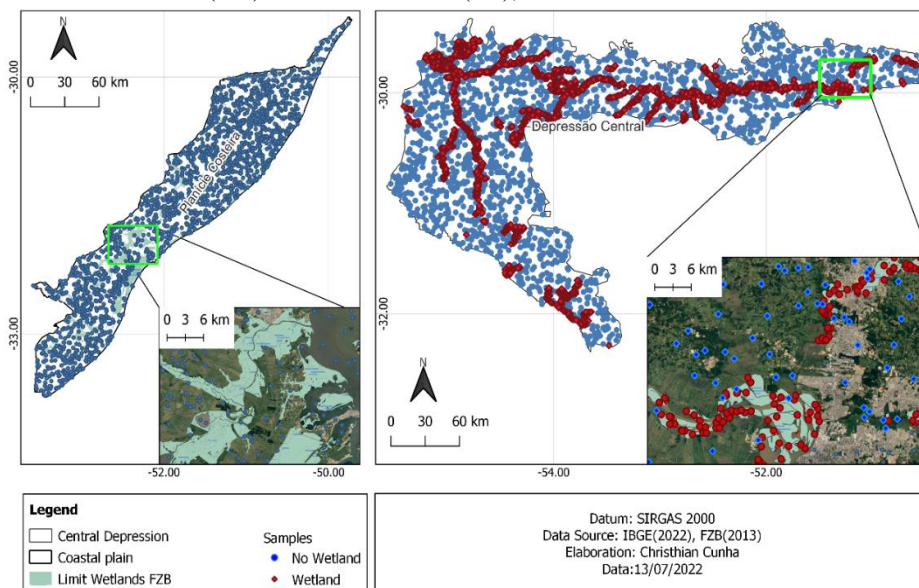 N
0 30 60 km
-30.00
-33.00
Planície costeira
0 3 6 km
-52.00
-50.00
N
0 3 6 km
0 30 60 km
-30.00
-32.00
Depressão Central
-54.00
-52.00
Legend
Central Depression
Coastal plain
Limit Wetlands FZB
Samples
No Wetland
Wetland
Datum: SIRGAS 2000
Data Source: IBGE(2022), FZB(2013)
Elaboration: Christhian Cunha
Data:13/07/2022